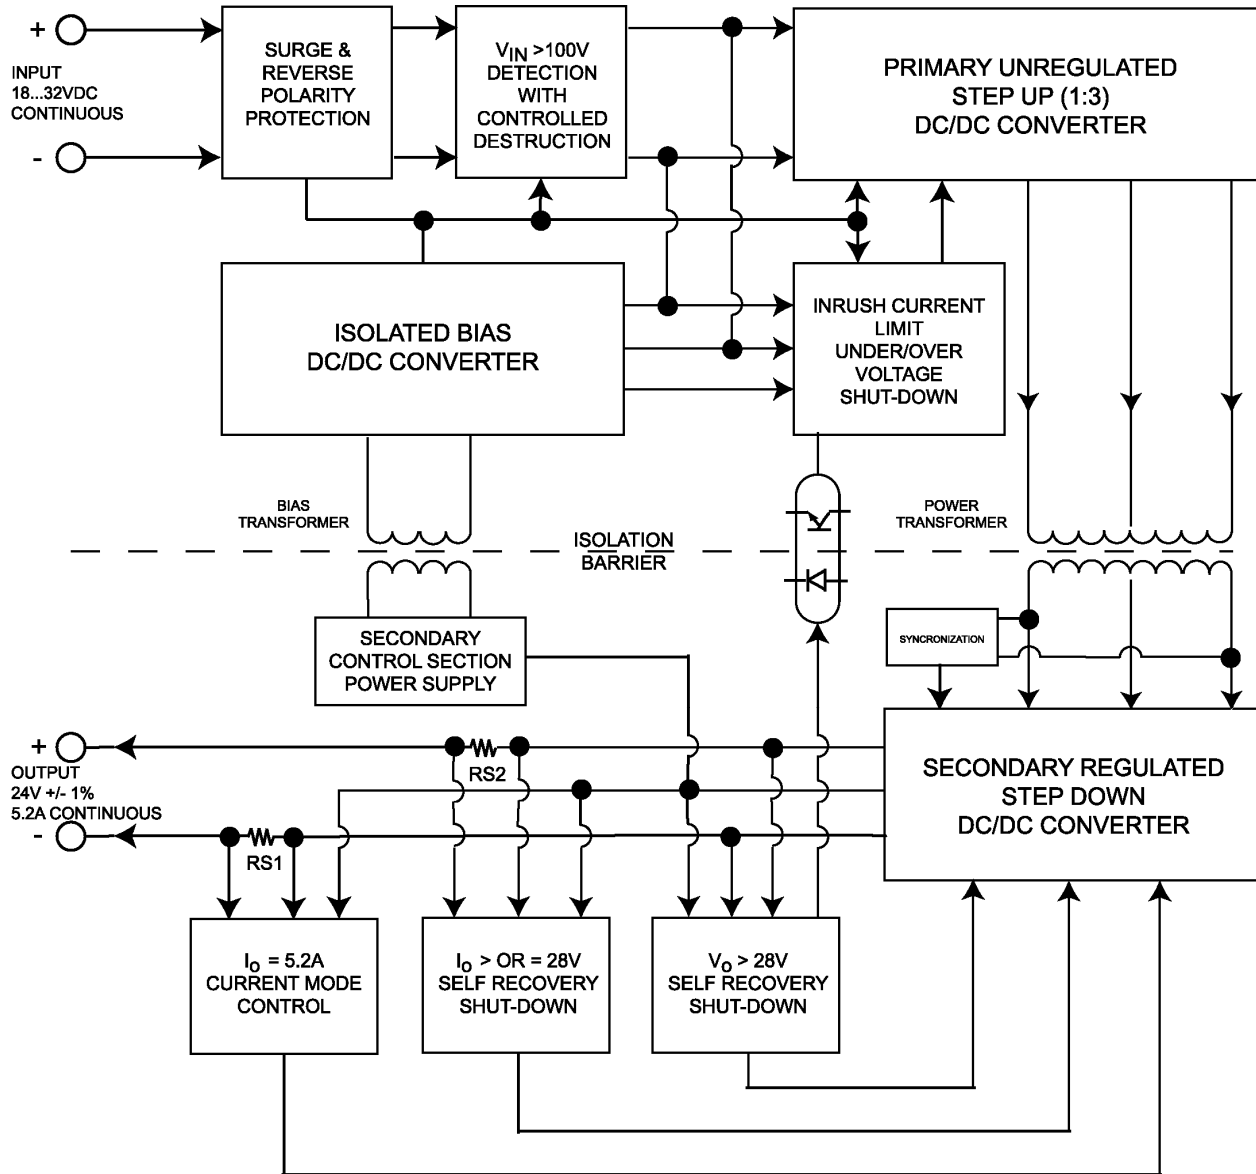 +
INPUT
18...32VDC
CONTINUOUS
-
SURGE &
REVERSE
POLARITY
PROTECTION
VIN >100V
DETECTION
WITH
CONTROLLED
DESTRUCTION
PRIMARY UNREGULATED
STEP UP (1:3)
DC/DC CONVERTER
ISOLATED BIAS
DC/DC CONVERTER
INRUSH CURRENT
LIMIT
UNDER/OVER
VOLTAGE
SHUT-DOWN
BIAS
TRANSFORMER
POWER
TRANSFORMER
ISOLATION
BARRIER
SECONDARY
CONTROL SECTION
POWER SUPPLY
SYNCRONIZATION
+
OUTPUT
24V +/- 1%
5.2A CONTINUOUS
-
RS2
RS1
SECONDARY REGULATED
STEP DOWN
DC/DC CONVERTER
IO = 5.2A
CURRENT MODE
CONTROL
IO > OR = 28V
SELF RECOVERY
SHUT-DOWN
VO > 28V
SELF RECOVERY
SHUT-DOWN